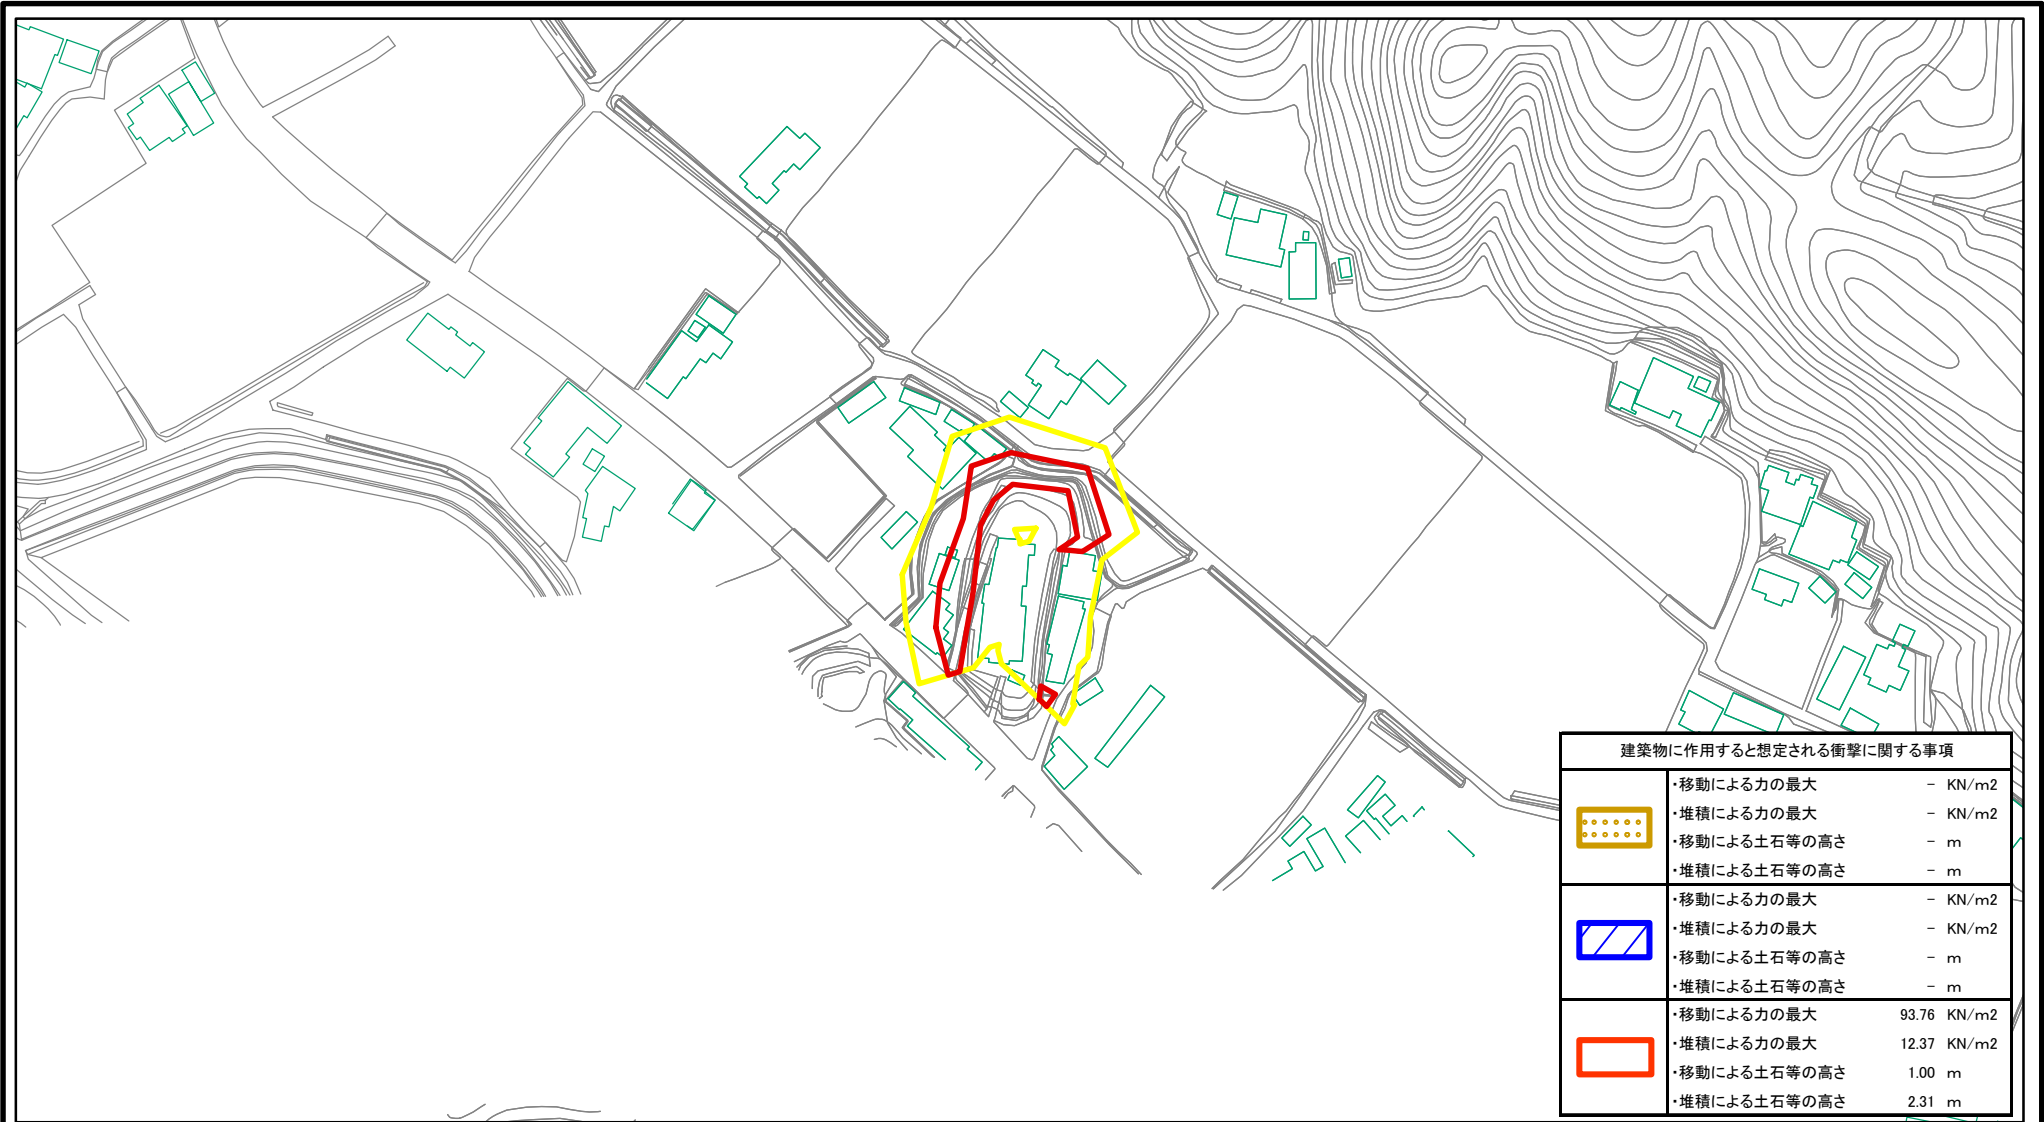 建築物に作用すると想定される衝撃に関する事項
・移動による力の最大 - KN/m2
・堆積による力の最大 - KN/m2
・移動による土石等の高さ - m
・堆積による土石等の高さ - m
・移動による力の最大 - KN/m2
・堆積による力の最大 - KN/m2
・移動による土石等の高さ - m
・堆積による土石等の高さ - m
・移動による力の最大 93.76 KN/m2
・堆積による力の最大 12.37 KN/m2
・移動による土石等の高さ 1.00 m
・堆積による土石等の高さ 2.31 m